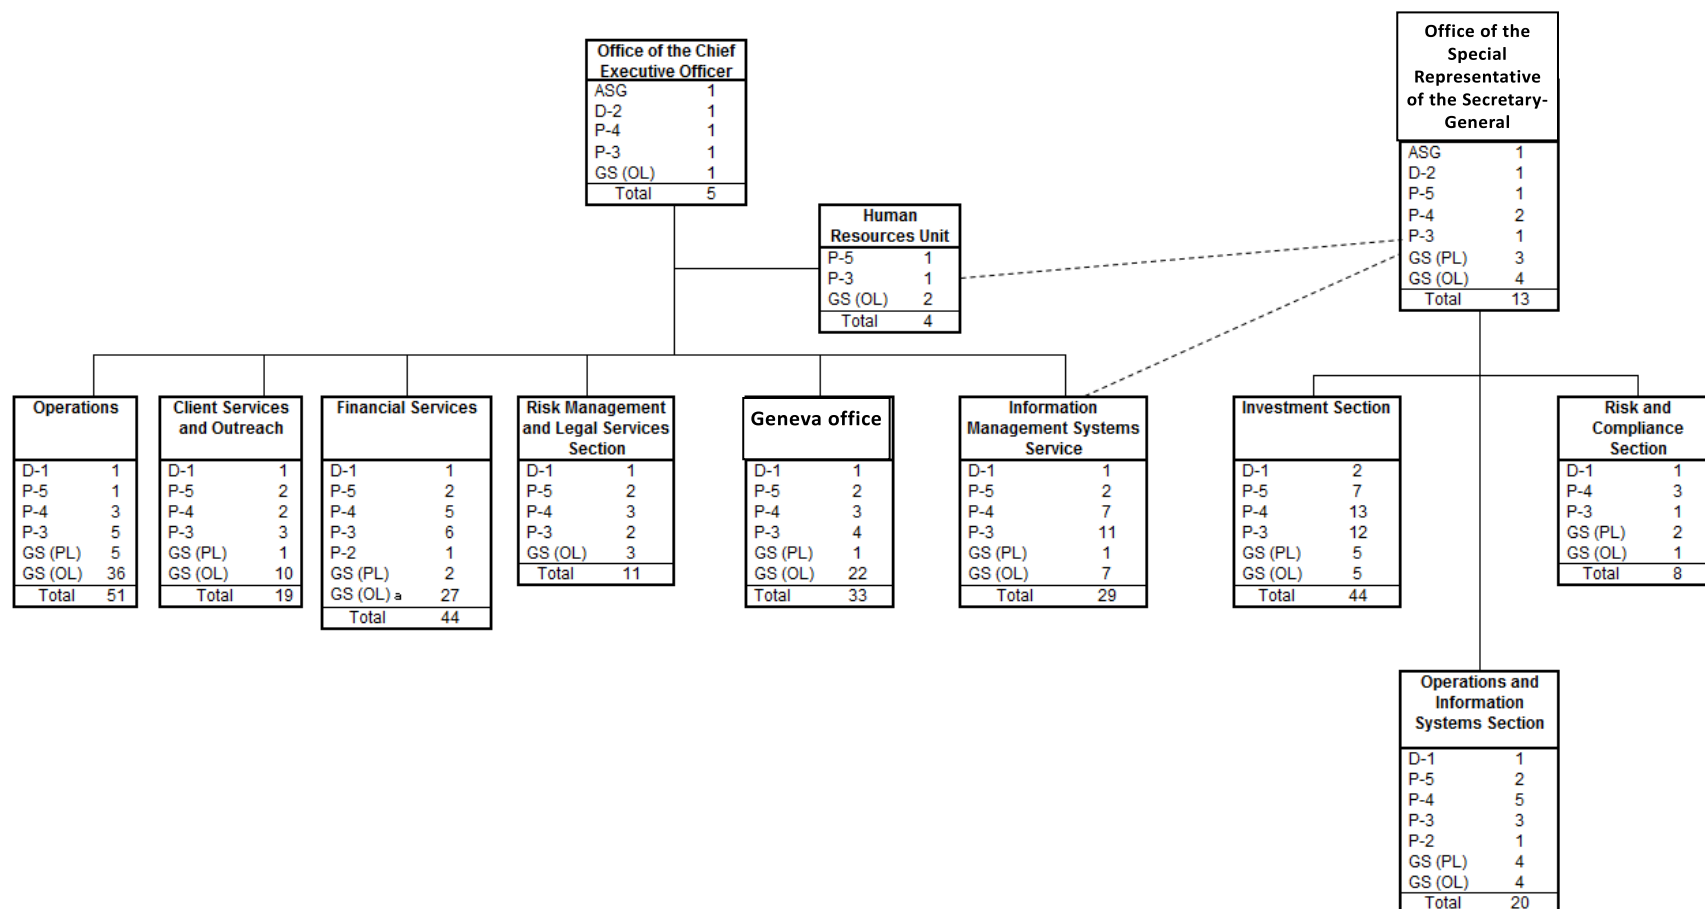 Office of the Chief
Executive Officer
ASG 1
D-2 1
P-4 1
P-3 1
GS (OL) 1
Total 5
Office of the
Special
Representative
of the Secretary-
General
ASG 1
D-2 1
P-5 1
P-4 2
P-3 1
GS (PL) 3
GS (OL) 4
Total 13
Human
Resources Unit
P-5 1
P-3 1
GS (OL) 2
Total 4
Operations
D-1 1
P-5 1
P-4 3
P-3 5
GS (PL) 5
GS (OL) 36
Total 51
Client Services
and Outreach
D-1 1
P-5 2
P-4 2
P-3 3
GS (PL) 1
GS (OL) 10
Total 19
Financial Services
D-1 1
P-5 2
P-4 5
P-3 6
P-2 1
GS (PL) 2
GS (OL) a 27
Total 44
Risk Management
and Legal Services
Section
D-1 1
P-5 2
P-4 3
P-3 2
GS (OL) 3
Total 11
Geneva office
D-1 1
P-5 2
P-4 3
P-3 4
GS (PL) 1
GS (OL) 22
Total 33
Information
Management Systems
Service
D-1 1
P-5 2
P-4 7
P-3 11
GS (PL) 1
GS (OL) 7
Total 29
Investment Section
D-1 2
P-5 7
P-4 13
P-3 12
GS (PL) 5
GS (OL) 5
Total 44
Risk and
Compliance
Section
D-1 1
P-4 3
P-3 1
GS (PL) 2
GS (OL) 1
Total 8
Operations and
Information
Systems Section
D-1 1
P-5 2
P-4 5
P-3 3
P-2 1
GS (PL) 4
GS (OL) 4
Total 20